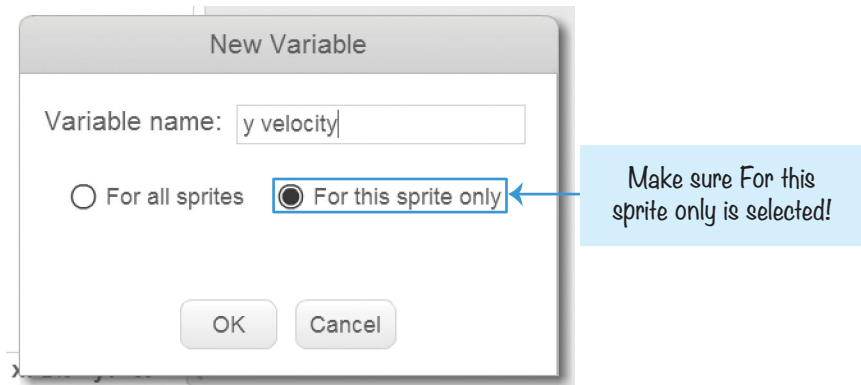 New Variable
Variable name: y velocity
For all sprites For this sprite only
Make sure For this
sprite only is selected!
OK Cancel